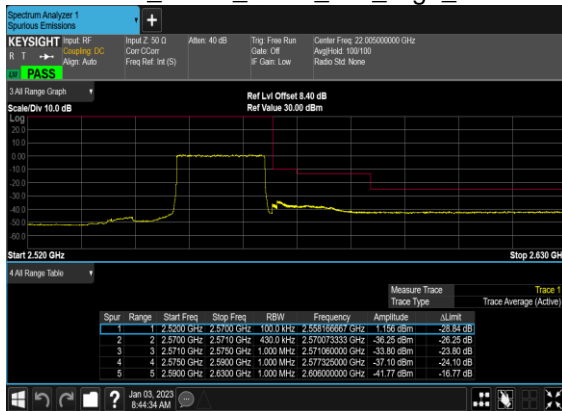 Spectrum Analyzer 1
Spurious Emissions
+
KEYSIGHT Input: RF Input Z: 50 Ω Atten: 40 dB Trig: Free Run Center Freq: 22.005000000 GHz
R T Coupling: DC Corr CCorr Gate: Off Avg|Hold: 100/100
Align: Auto Freq Ref: Int (S) IF Gain: Low Radio Std: None
PASS
3 All Range Graph
Ref Lvl Offset 8.40 dB
Scale/Div 10.0 dB Ref Value 30.00 dBm
Log
20.0
10.0
0.00
-10.0
-20.0
-30.0
-40.0
-50.0
-60.0
Start 2.520 GHz Stop 2.630 GH
4 All Range Table
Measure Trace Trace 1
Trace Type Trace Average (Active)
Spur Range Start Freq Stop Freq RBW Frequency Amplitude ΔLimit
1 1 2.5200 GHz 2.5700 GHz 100.0 kHz 2.558166667 GHz 1.156 dBm -28.84 dB
2 2 2.5700 GHz 2.5710 GHz 430.0 kHz 2.570073333 GHz -36.25 dBm -26.25 dB
3 3 2.5710 GHz 2.5750 GHz 1.000 MHz 2.571060000 GHz -33.80 dBm -23.80 dB
4 4 2.5750 GHz 2.5900 GHz 1.000 MHz 2.577325000 GHz -37.10 dBm -24.10 dB
5 5 2.5900 GHz 2.6300 GHz 1.000 MHz 2.606000000 GHz -41.77 dBm -16.77 dB
? Jan 03, 2023
8:44:34 AM